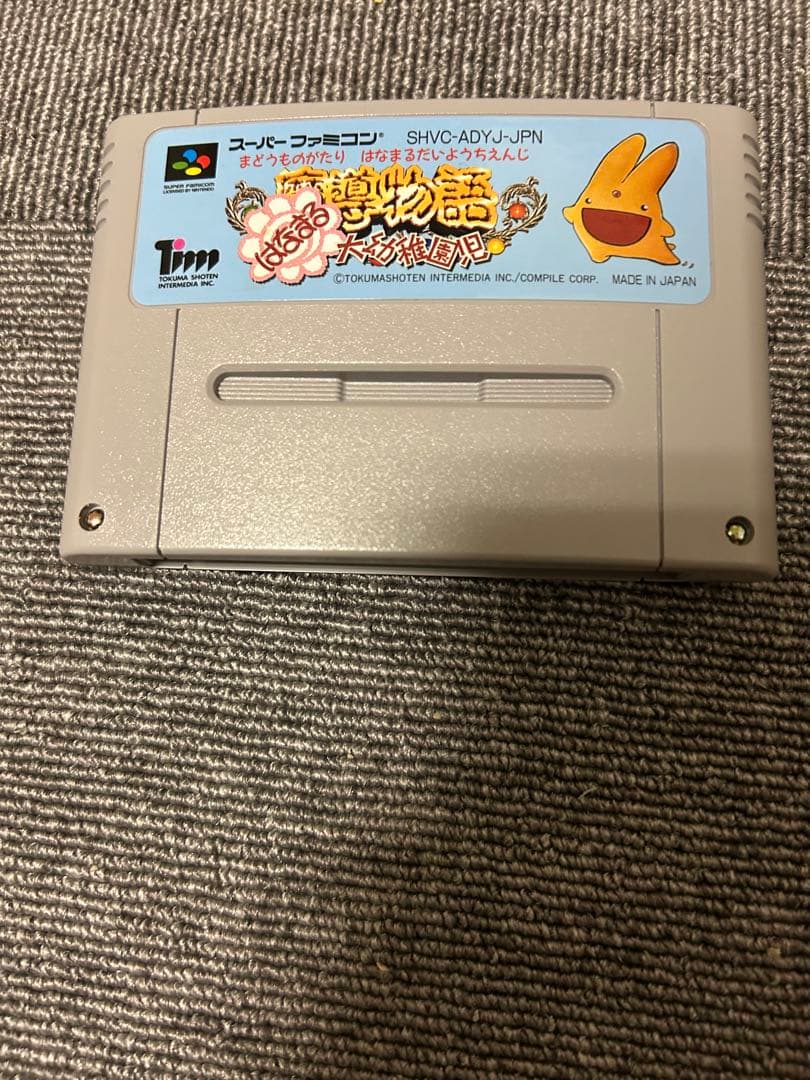 スーパーファミコン® SHVC-ADYJ-JPN
まどうものがたり はなまるだいようちえんじ
魔導物語
はなまる
大幼稚園児
SUPER FAMICOM
LICENSED BY NINTENDO
Tim
TOKUMA SHOTEN
INTERMEDIA INC.
©TOKUMASHOTEN INTERMEDIA INC./COMPILE CORP. MADE IN JAPAN